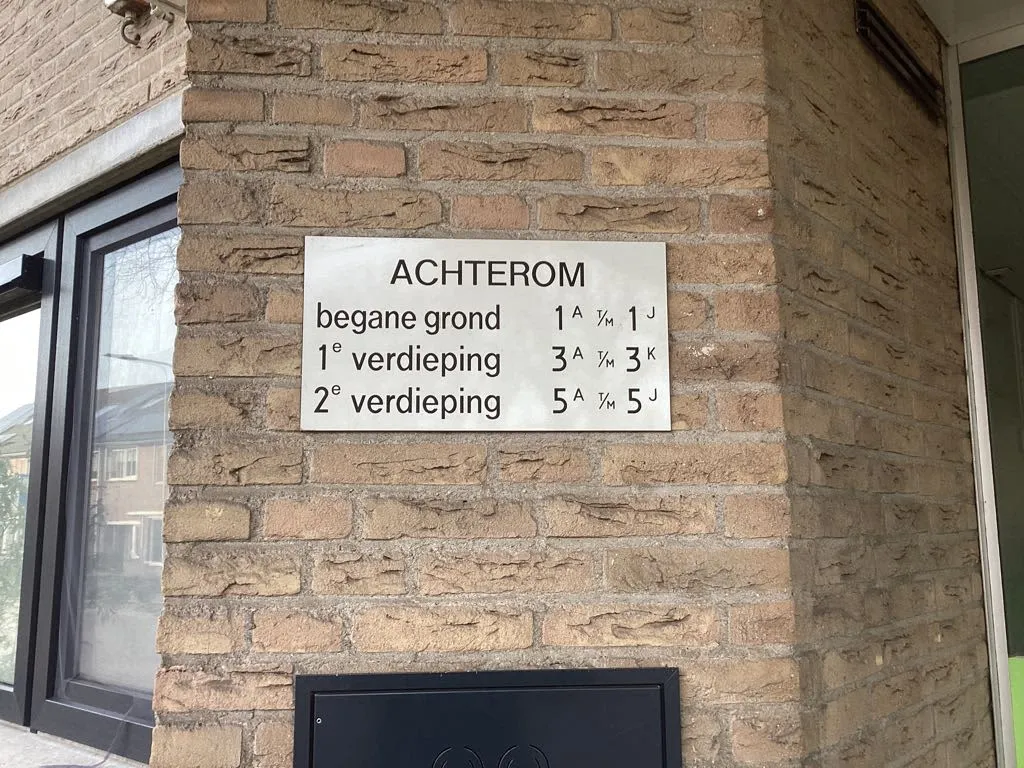 ACHTEROM
begane grond 1A T/M 1J
1e verdieping 3A T/M 3K
2e verdieping 5A T/M 5J